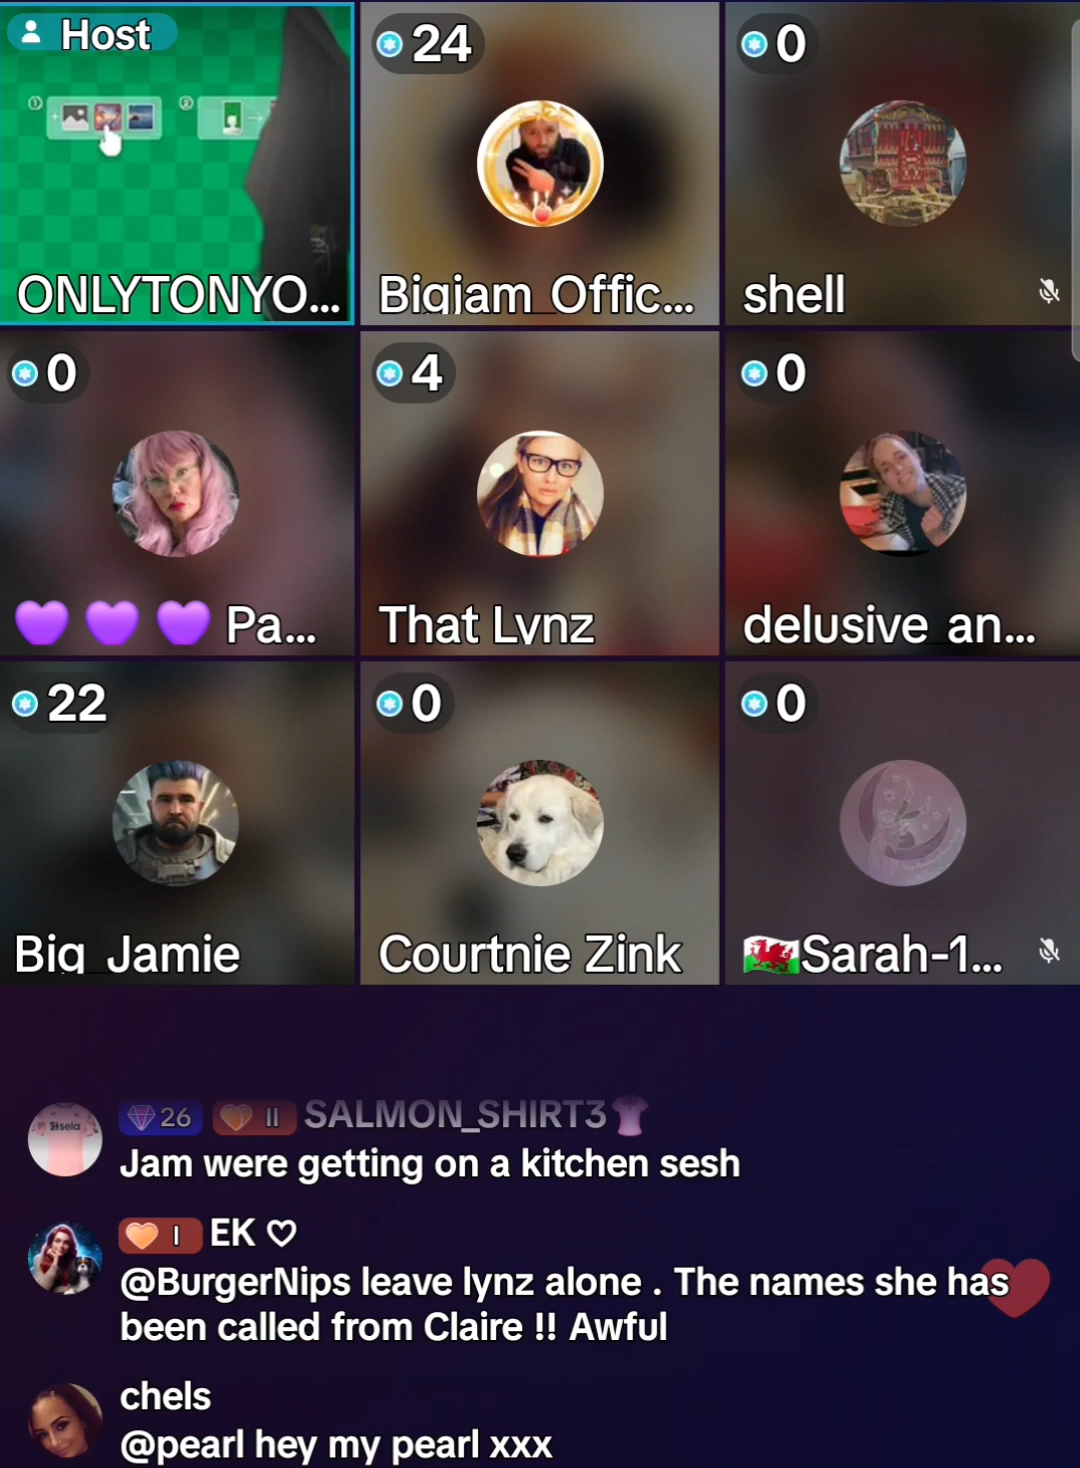 Host
ONLYTONYO...
24
Bigjam_Offic...
0
shell
0
💜 💜 💜 Pa...
4
That Lynz
0
delusive an...
22
Big_Jamie
0
Courtnie Zink
0
🏴󠁧󠁢󠁷󠁬󠁳󠁿Sarah-1...
26 II SALMON_SHIRT3👚
Jam were getting on a kitchen sesh
I EK ♡
@BurgerNips leave lynz alone . The names she has
been called from Claire !! Awful
chels
@pearl hey my pearl xxx